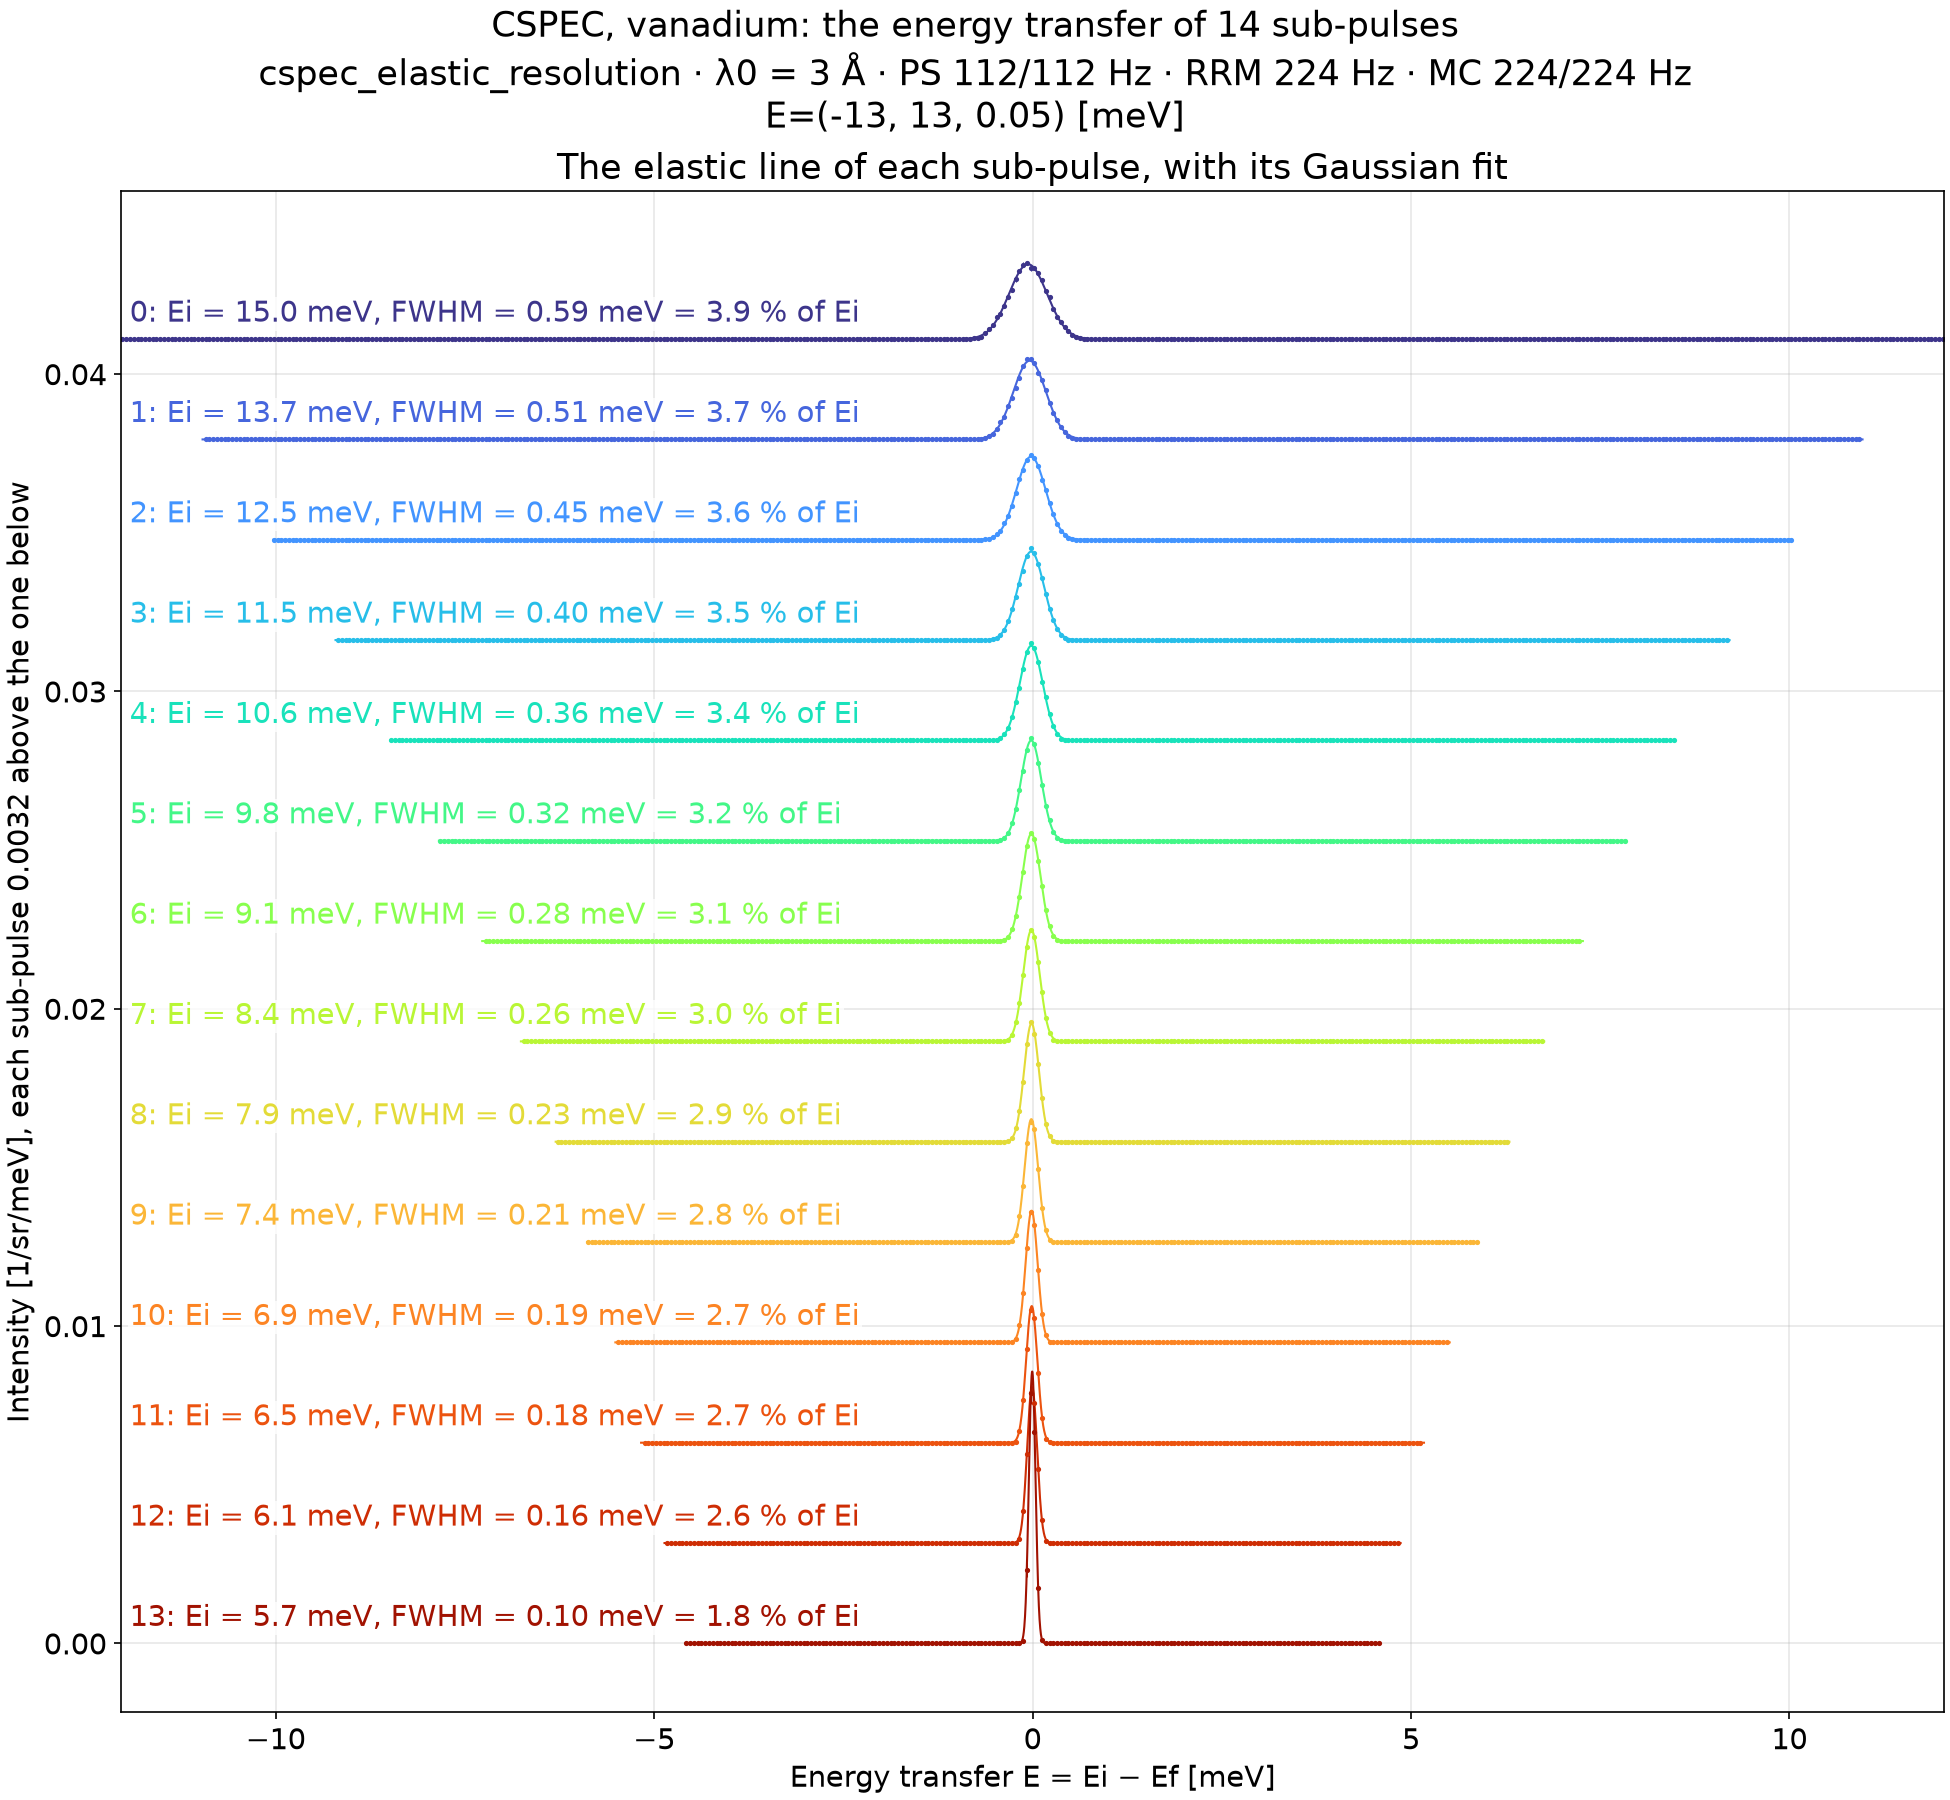 CSPEC, vanadium: the energy transfer of 14 sub-pulses
cspec_elastic_resolution · λ0 = 3 Å · PS 112/112 Hz · RRM 224 Hz · MC 224/224 Hz
E=(-13, 13, 0.05) [meV]
The elastic line of each sub-pulse, with its Gaussian fit
Intensity [1/sr/meV], each sub-pulse 0.0032 above the one below
0: Ei = 15.0 meV, FWHM = 0.59 meV = 3.9 % of Ei
0.04
1: Ei = 13.7 meV, FWHM = 0.51 meV = 3.7 % of Ei
2: Ei = 12.5 meV, FWHM = 0.45 meV = 3.6 % of Ei
3: Ei = 11.5 meV, FWHM = 0.40 meV = 3.5 % of Ei
0.03
4: Ei = 10.6 meV, FWHM = 0.36 meV = 3.4 % of Ei
5: Ei = 9.8 meV, FWHM = 0.32 meV = 3.2 % of Ei
6: Ei = 9.1 meV, FWHM = 0.28 meV = 3.1 % of Ei
0.02
7: Ei = 8.4 meV, FWHM = 0.26 meV = 3.0 % of Ei
8: Ei = 7.9 meV, FWHM = 0.23 meV = 2.9 % of Ei
9: Ei = 7.4 meV, FWHM = 0.21 meV = 2.8 % of Ei
10: Ei = 6.9 meV, FWHM = 0.19 meV = 2.7 % of Ei
0.01
11: Ei = 6.5 meV, FWHM = 0.18 meV = 2.7 % of Ei
12: Ei = 6.1 meV, FWHM = 0.16 meV = 2.6 % of Ei
13: Ei = 5.7 meV, FWHM = 0.10 meV = 1.8 % of Ei
0.00
−10 −5 0 5 10
Energy transfer E = Ei − Ef [meV]